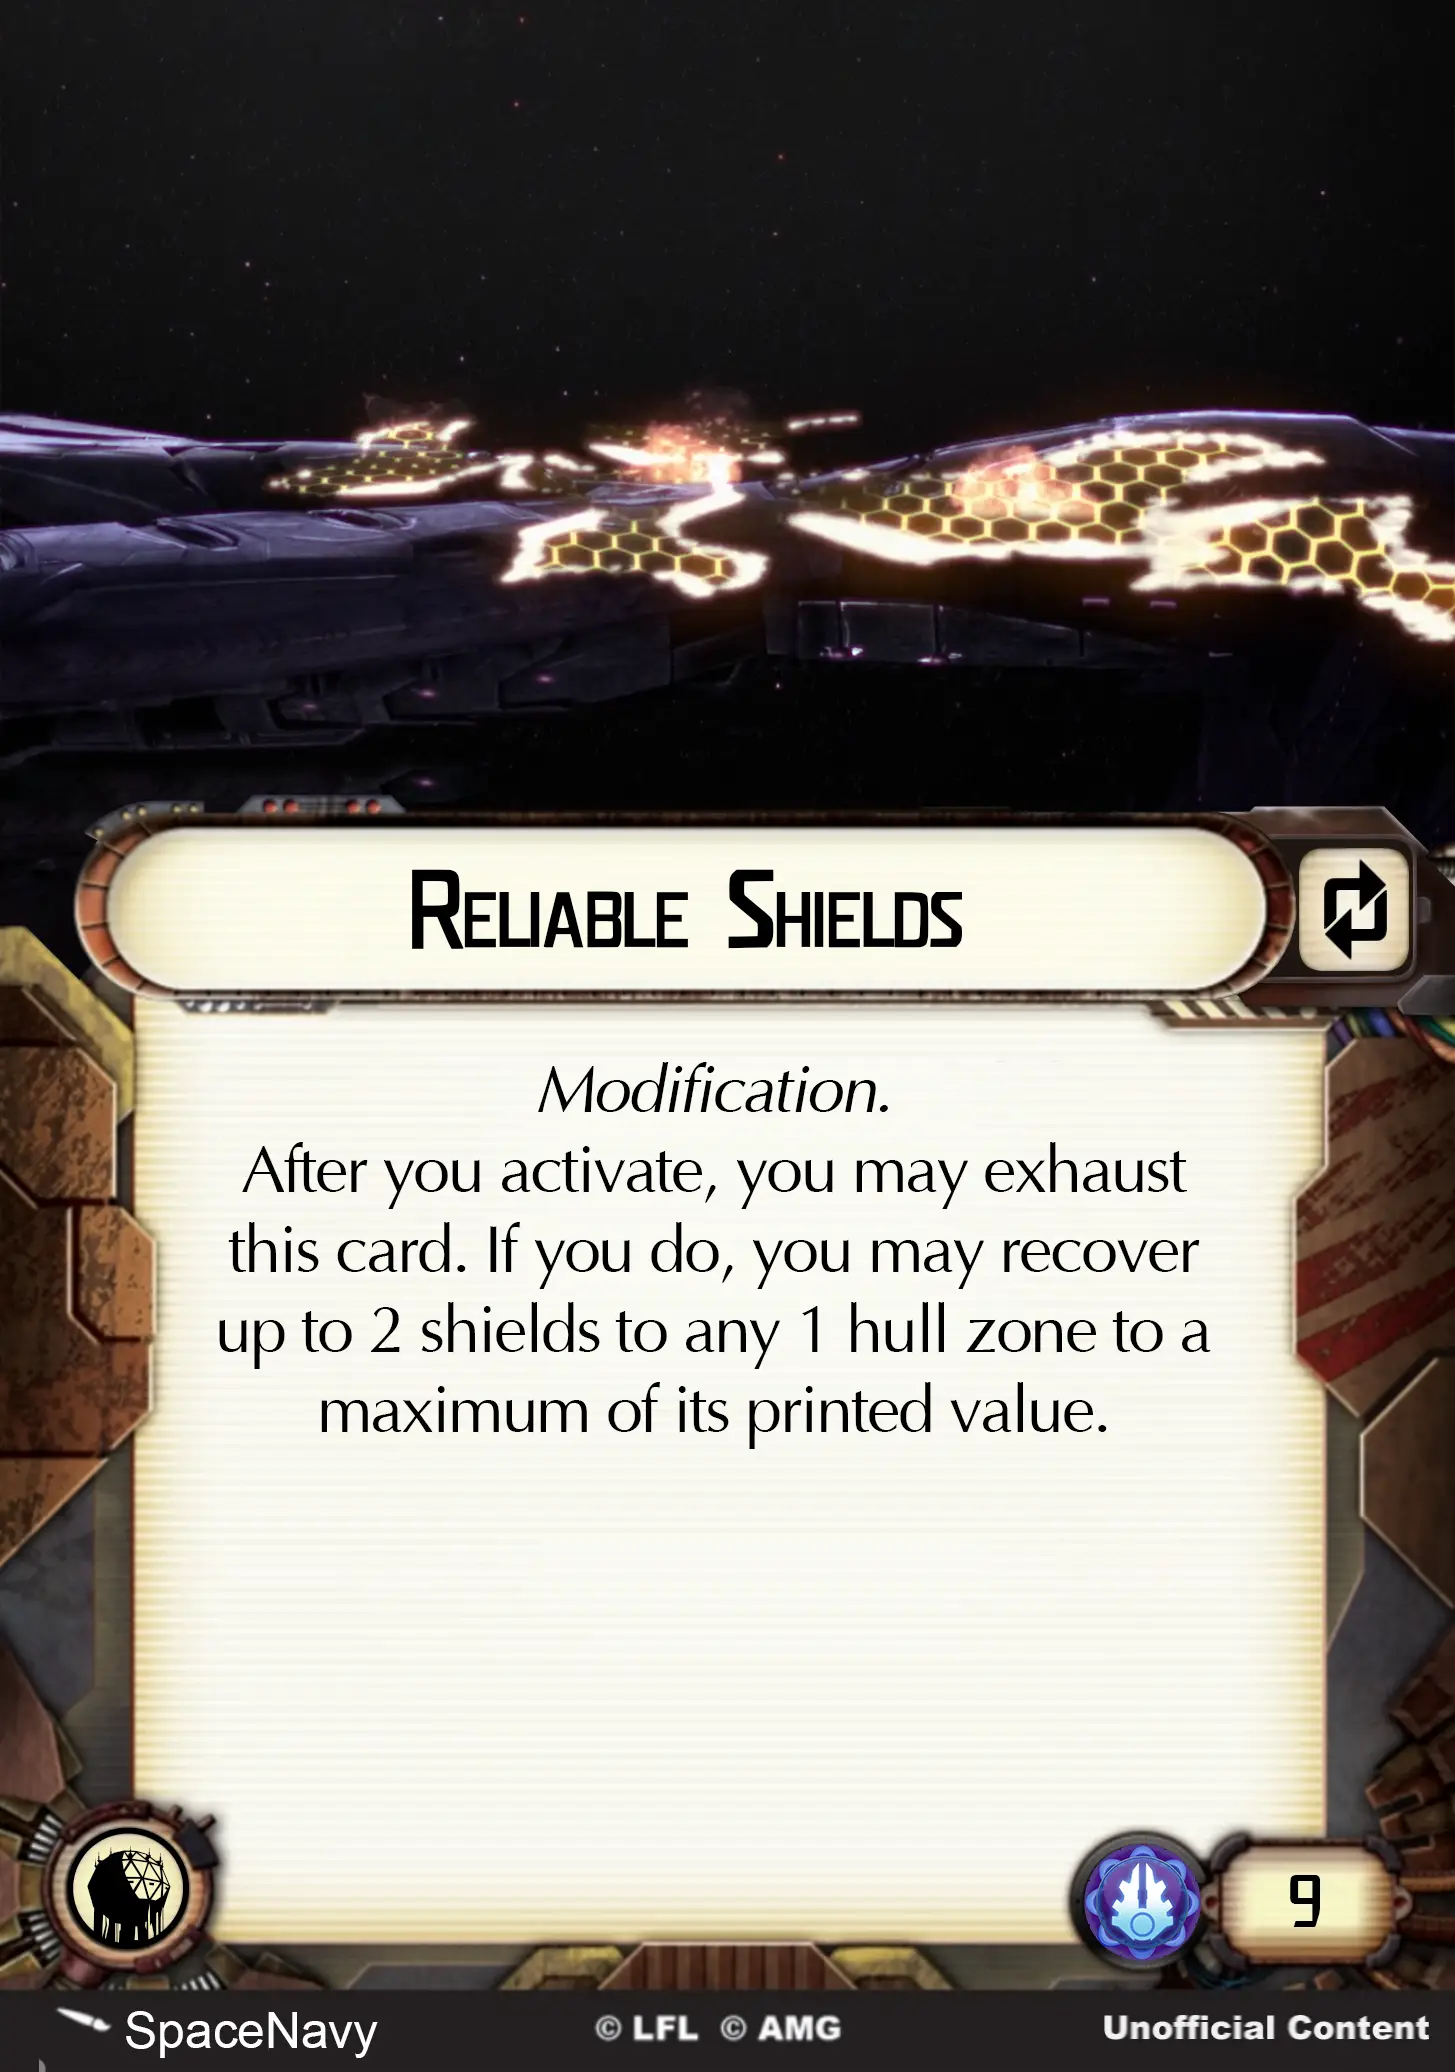 Reliable Shields
Modification.
After you activate, you may exhaust
this card. If you do, you may recover
up to 2 shields to any 1 hull zone to a
maximum of its printed value.
9
SpaceNavy
© LFL © AMG
Unofficial Content